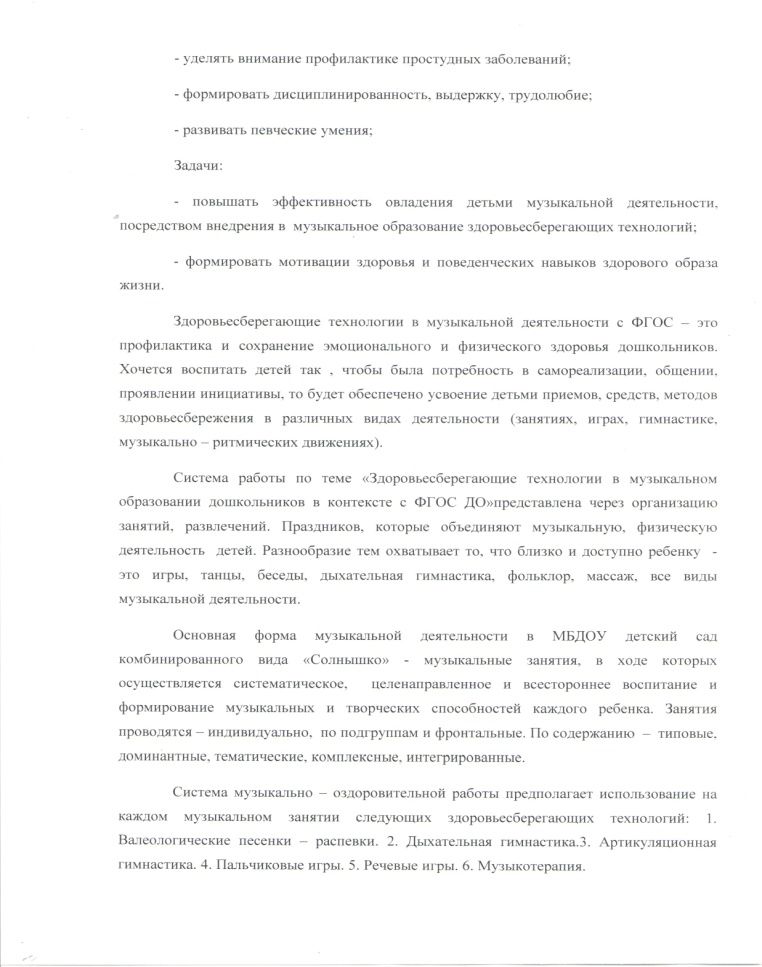 - уделять внимание профилактике простудных заболеваний;
- формировать дисциплинированность, выдержку, трудолюбие;
- развивать певческие умения;
Задачи:
- повышать эффективность овладения детьми музыкальной деятельности,
посредством внедрения в музыкальное образование здоровьесберегающих технологий;
- формировать мотивации здоровья и поведенческих навыков здорового образа
жизни.
Здоровьесберегающие технологии в музыкальной деятельности с ФГОС – это
профилактика и сохранение эмоционального и физического здоровья дошкольников.
Хочется воспитать детей так , чтобы была потребность в самореализации, общении,
проявлении инициативы, то будет обеспечено усвоение детьми приемов, средств, методов
здоровьесбережения в различных видах деятельности (занятиях, играх, гимнастике,
музыкально – ритмических движениях).
Система работы по теме «Здоровьесберегающие технологии в музыкальном
образовании дошкольников в контексте с ФГОС ДО»представлена через организацию
занятий, развлечений. Праздников, которые объединяют музыкальную, физическую
деятельность детей. Разнообразие тем охватывает то, что близко и доступно ребенку -
это игры, танцы, беседы, дыхательная гимнастика, фольклор, массаж, все виды
музыкальной деятельности.
Основная форма музыкальной деятельности в МБДОУ детский сад
комбинированного вида «Солнышко» - музыкальные занятия, в ходе которых
осуществляется систематическое, целенаправленное и всестороннее воспитание и
формирование музыкальных и творческих способностей каждого ребенка. Занятия
проводятся – индивидуально, по подгруппам и фронтальные. По содержанию – типовые,
доминантные, тематические, комплексные, интегрированные.
Система музыкально – оздоровительной работы предполагает использование на
каждом музыкальном занятии следующих здоровьесберегающих технологий: 1.
Валеологические песенки – распевки. 2. Дыхательная гимнастика.3. Артикуляционная
гимнастика. 4. Пальчиковые игры. 5. Речевые игры. 6. Музыкотерапия.